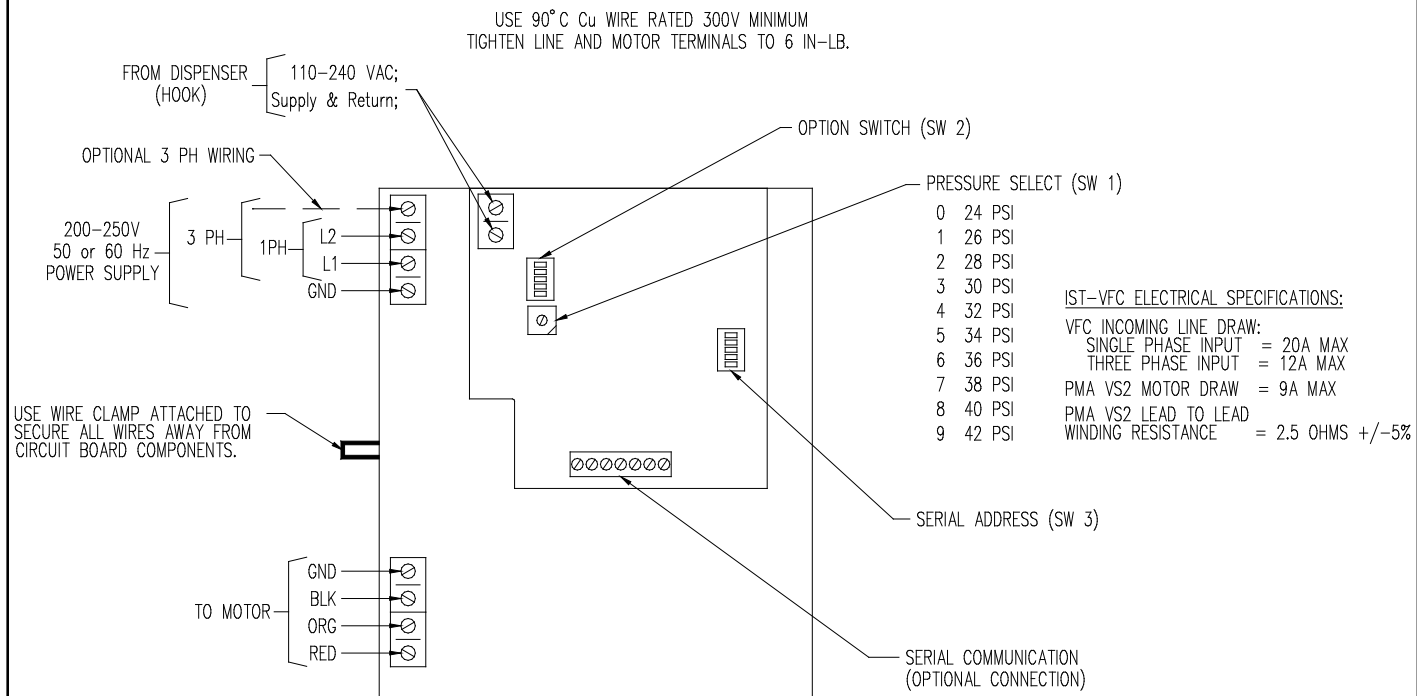 USE 90°C Cu WIRE RATED 300V MINIMUM
TIGHTEN LINE AND MOTOR TERMINALS TO 6 IN-LB.
FROM DISPENSER
(HOOK)
110-240 VAC;
Supply & Return;
OPTION SWITCH (SW 2)
OPTIONAL 3 PH WIRING
PRESSURE SELECT (SW 1)
0 24 PSI
1 26 PSI
2 28 PSI
3 30 PSI
4 32 PSI
5 34 PSI
6 36 PSI
7 38 PSI
8 40 PSI
9 42 PSI
200-250V
50 or 60 Hz
POWER SUPPLY
3 PH
1PH
L2
L1
GND
IST-VFC ELECTRICAL SPECIFICATIONS:
VFC INCOMING LINE DRAW:
SINGLE PHASE INPUT = 20A MAX
THREE PHASE INPUT = 12A MAX
PMA VS2 MOTOR DRAW = 9A MAX
PMA VS2 LEAD TO LEAD
WINDING RESISTANCE = 2.5 OHMS +/-5%
USE WIRE CLAMP ATTACHED TO
SECURE ALL WIRES AWAY FROM
CIRCUIT BOARD COMPONENTS.
SERIAL ADDRESS (SW 3)
TO MOTOR
GND
BLK
ORG
RED
SERIAL COMMUNICATION
(OPTIONAL CONNECTION)